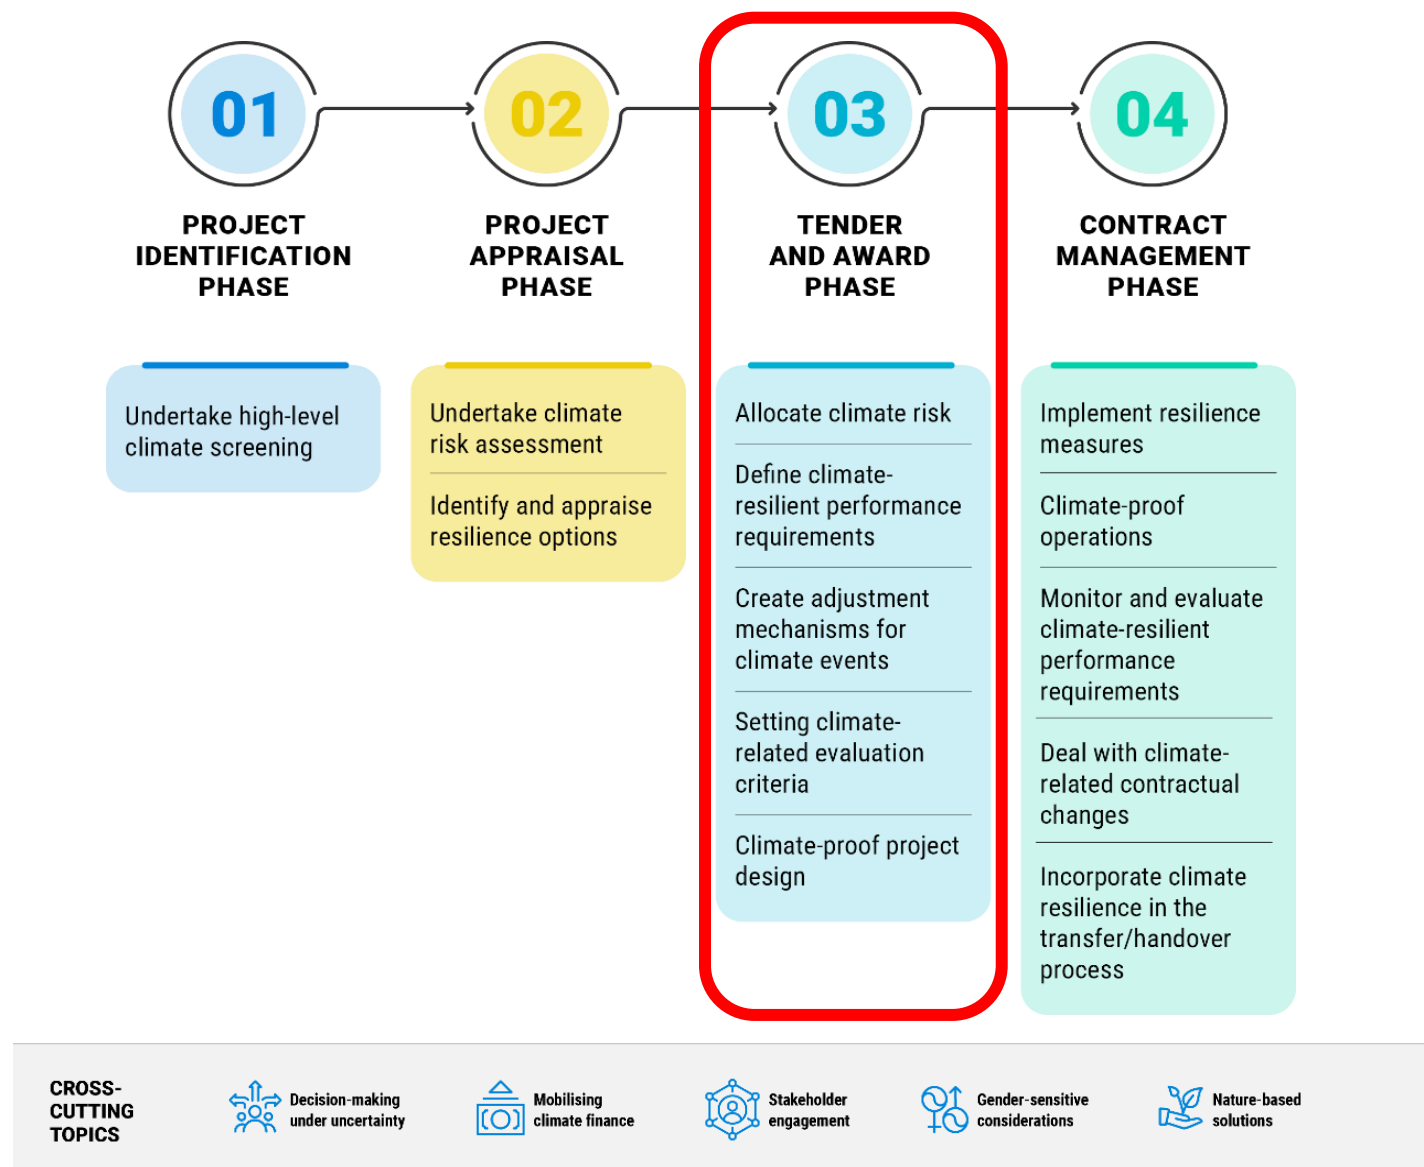 01
02
03
04
PROJECT
IDENTIFICATION
PHASE
PROJECT
APPRAISAL
PHASE
TENDER
AND AWARD
PHASE
CONTRACT
MANAGEMENT
PHASE
Undertake high-level
climate screening
Undertake climate
risk assessment
Identify and appraise
resilience options
Allocate climate risk
Define climate-
resilient performance
requirements
Create adjustment
mechanisms for
climate events
Setting climate-
related evaluation
criteria
Climate-proof project
design
Implement resilience
measures
Climate-proof
operations
Monitor and evaluate
climate-resilient
performance
requirements
Deal with climate-
related contractual
changes
Incorporate climate
resilience in the
transfer/handover
process
CROSS-
CUTTING
TOPICS
Decision-making
under uncertainty
Mobilising
climate finance
Stakeholder
engagement
Gender-sensitive
considerations
Nature-based
solutions